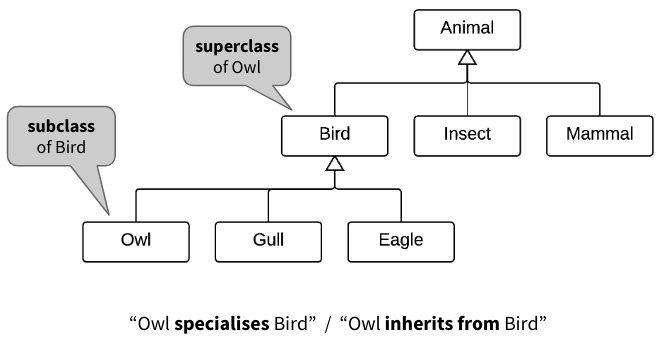 Animal
superclass
of Owl
Bird
Insect
Mammal
subclass
of Bird
Owl
Gull
Eagle
“Owl specialises Bird” / “Owl inherits from Bird”